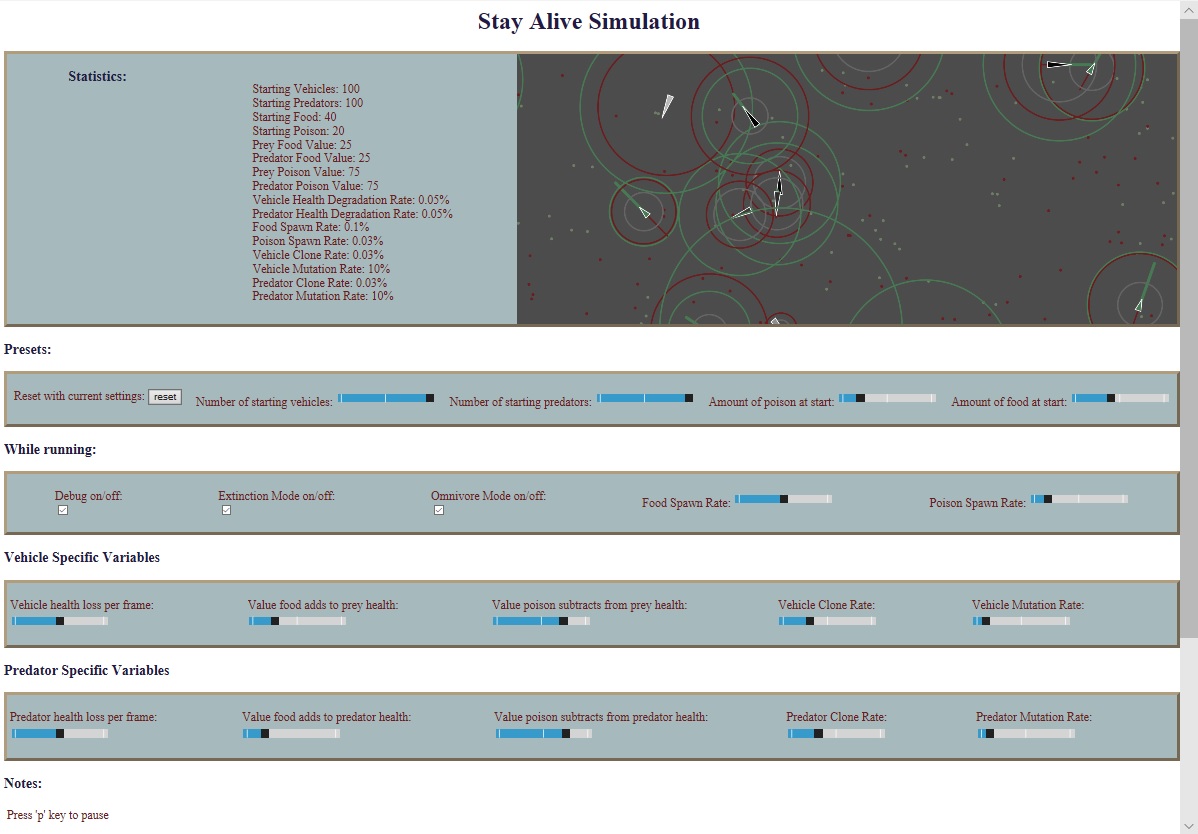 Stay Alive Simulation
Statistics:
Starting Vehicles: 100
Starting Predators: 100
Starting Food: 40
Starting Poison: 20
Prey Food Value: 25
Predator Food Value: 25
Prey Poison Value: 75
Predator Poison Value: 75
Vehicle Health Degradation Rate: 0.05%
Predator Health Degradation Rate: 0.05%
Food Spawn Rate: 0.1%
Poison Spawn Rate: 0.03%
Vehicle Clone Rate: 0.03%
Vehicle Mutation Rate: 10%
Predator Clone Rate: 0.03%
Predator Mutation Rate: 10%
Presets:
Reset with current settings: reset Number of starting vehicles: Number of starting predators: Amount of poison at start: Amount of food at start:
While running:
Debug on/off: Extinction Mode on/off: Omnivore Mode on/off: Food Spawn Rate: Poison Spawn Rate:
Vehicle Specific Variables
Vehicle health loss per frame: Value food adds to prey health: Value poison subtracts from prey health: Vehicle Clone Rate: Vehicle Mutation Rate:
Predator Specific Variables
Predator health loss per frame: Value food adds to predator health: Value poison subtracts from predator health: Predator Clone Rate: Predator Mutation Rate:
Notes:
Press 'p' key to pause